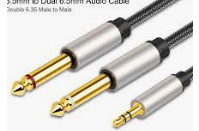 3.5mm to Dual 6.5mm Audio Cable
Double 6.35 Male to Male